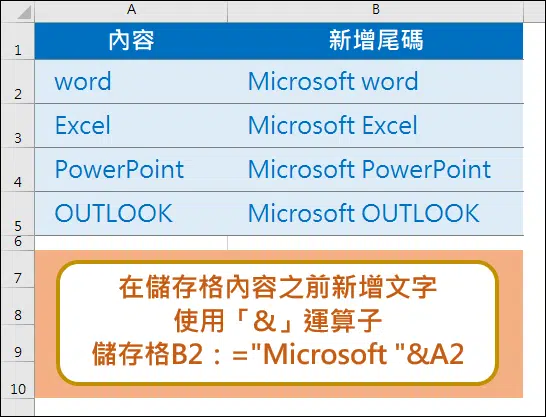 A B
1 內容 新增尾碼
2 word Microsoft word
3 Excel Microsoft Excel
4 PowerPoint Microsoft PowerPoint
5 OUTLOOK Microsoft OUTLOOK
6
7 在儲存格內容之前新增文字
8 使用「&」運算子
9 儲存格B2：="Microsoft "&A2
10